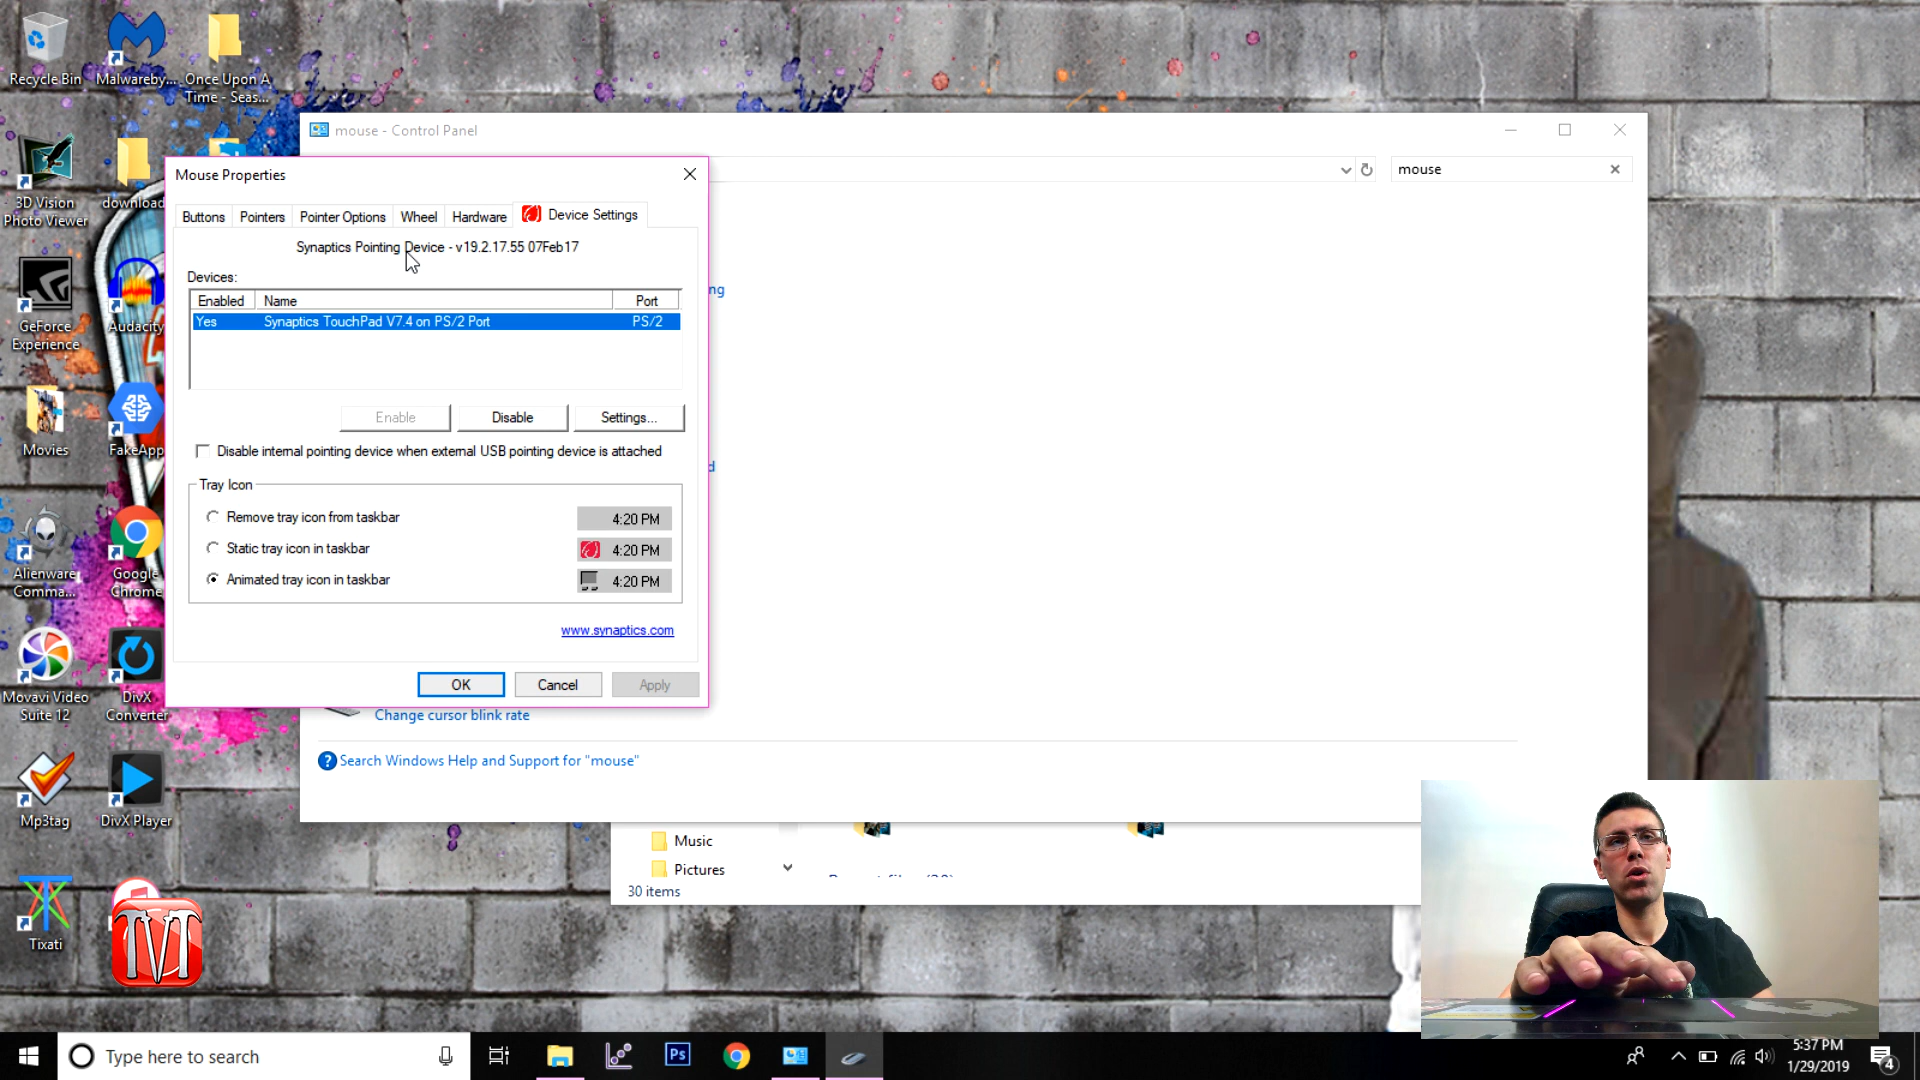 Recycle Bin
Malwareby...
Once Upon A
Time - Seas...
3D Vision
Photo Viewer
download
GeForce
Experience
Audacity
Movies
FakeApp
Alienware
Comma...
Google
Chrome
Movavi Video
Suite 12
DivX
Converter
Mp3tag
DivX Player
Tixati
TVT
mouse - Control Panel
mouse
Mouse Properties
Buttons
Pointers
Pointer Options
Wheel
Hardware
Device Settings
Synaptics Pointing Device - v19.2.17.55 07Feb17
Devices:
Enabled Name Port
Yes Synaptics TouchPad V7.4 on PS/2 Port PS/2
Enable
Disable
Settings...
Disable internal pointing device when external USB pointing device is attached
Tray Icon
Remove tray icon from taskbar 4:20 PM
Static tray icon in taskbar 4:20 PM
Animated tray icon in taskbar 4:20 PM
www.synaptics.com
OK
Cancel
Apply
ng
d
Change cursor blink rate
? Search Windows Help and Support for "mouse"
Music
Pictures
30 items
Type here to search
Ps
5:37 PM
1/29/2019
4